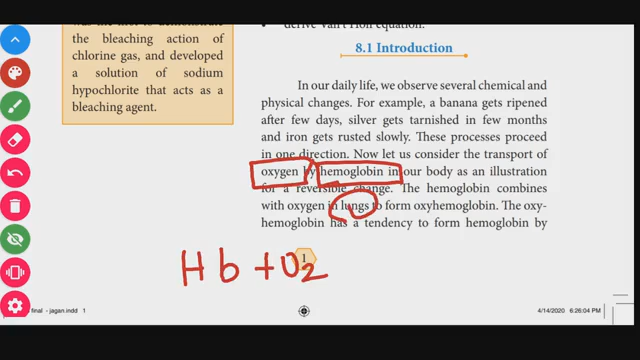 was the first to demonstrate
the bleaching action of
chlorine gas, and developed
a solution of sodium
hypochlorite that acts as a
bleaching agent.
derive Van't Hoff equation.
8.1 Introduction
In our daily life, we observe several chemical and
physical changes. For example, a banana gets ripened
after few days, silver gets tarnished in few months
and iron gets rusted slowly. These processes proceed
in one direction. Now let us consider the transport of
oxygen by hemoglobin in our body as an illustration
for a reversible change. The hemoglobin combines
with oxygen in lungs to form oxyhemoglobin. The oxy-
hemoglobin has a tendency to form hemoglobin by
1
Hb + O2
final - jagan.indd 1
4/14/2020 6:26:04 PM